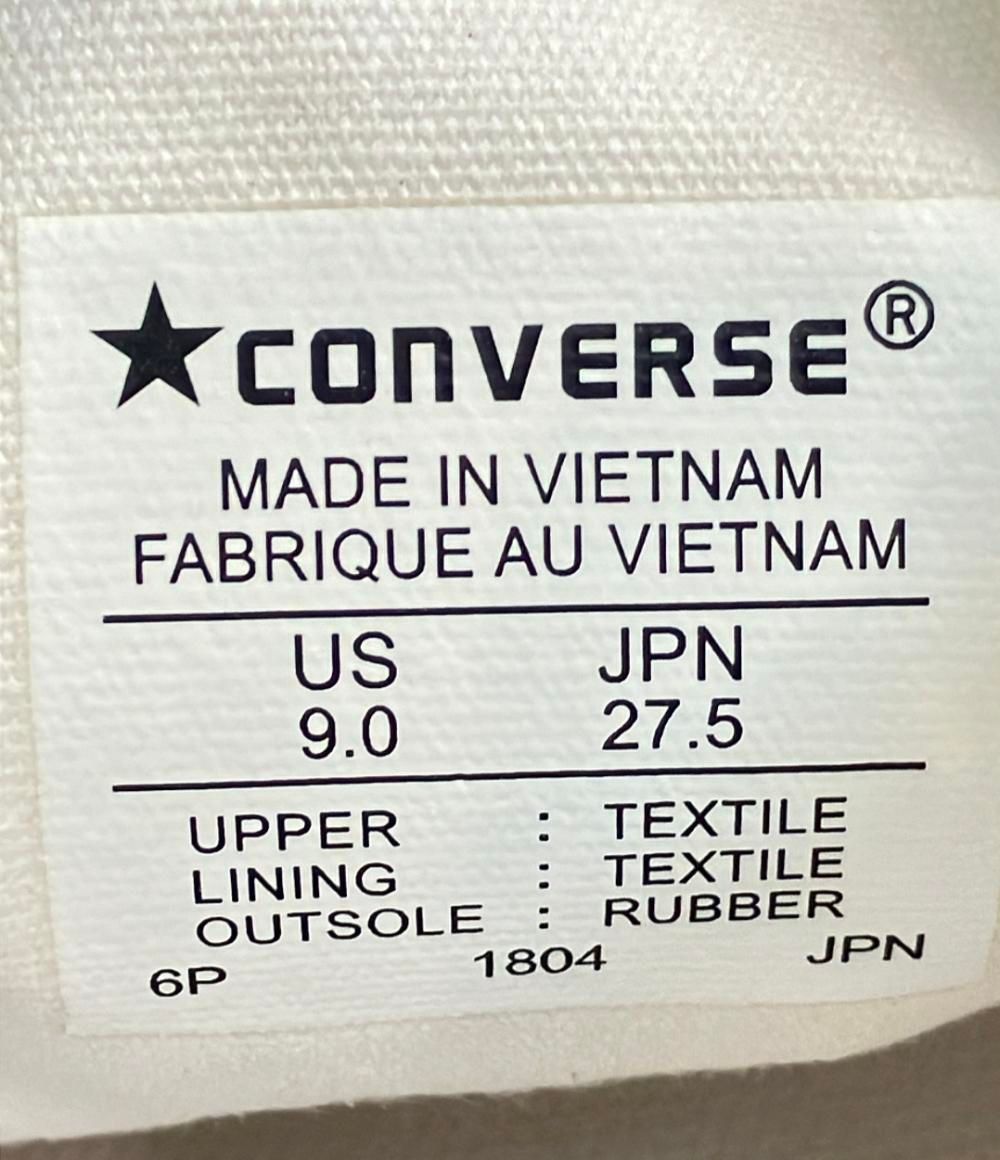 ★CONVERSE®
MADE IN VIETNAM
FABRIQUE AU VIETNAM
US JPN
9.0 27.5
UPPER : TEXTILE
LINING : TEXTILE
OUTSOLE : RUBBER
6P 1804 JPN